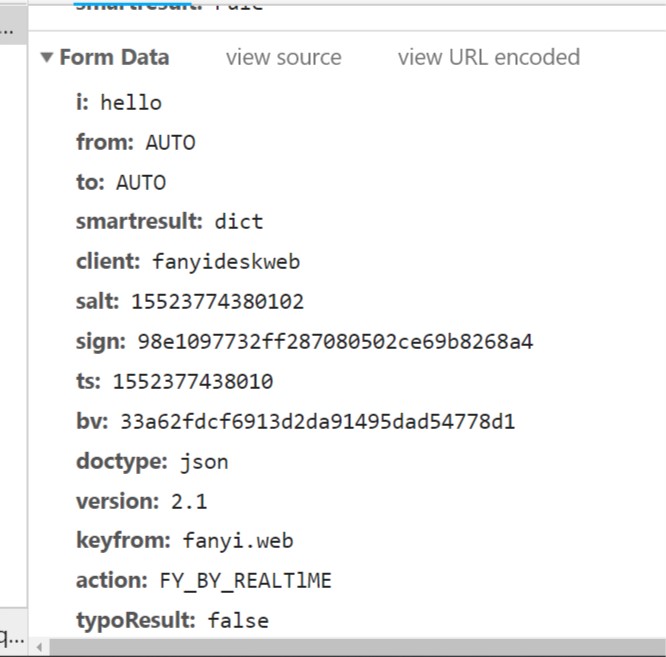 smartresult: rule
Form Data view source view URL encoded
i: hello
from: AUTO
to: AUTO
smartresult: dict
client: fanyideskweb
salt: 15523774380102
sign: 98e1097732ff287080502ce69b8268a4
ts: 1552377438010
bv: 33a62fdcf6913d2da91495dad54778d1
doctype: json
version: 2.1
keyfrom: fanyi.web
action: FY_BY_REALTlME
typoResult: false
q...